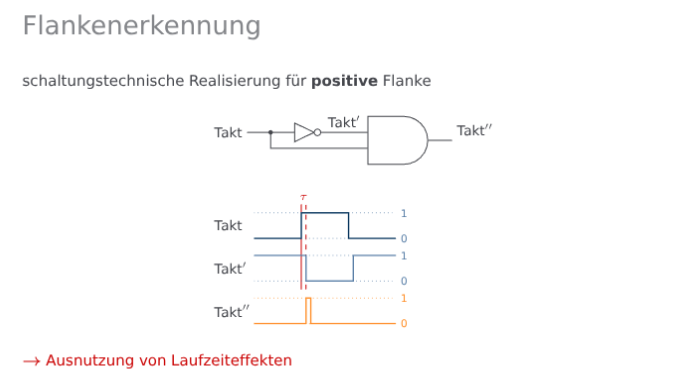 Flankenerkennung
schaltungstechnische Realisierung für positive Flanke
Takt′
Takt
Takt′′
τ
1
Takt
0
1
Takt′
0
1
Takt′′
0
→ Ausnutzung von Laufzeiteffekten